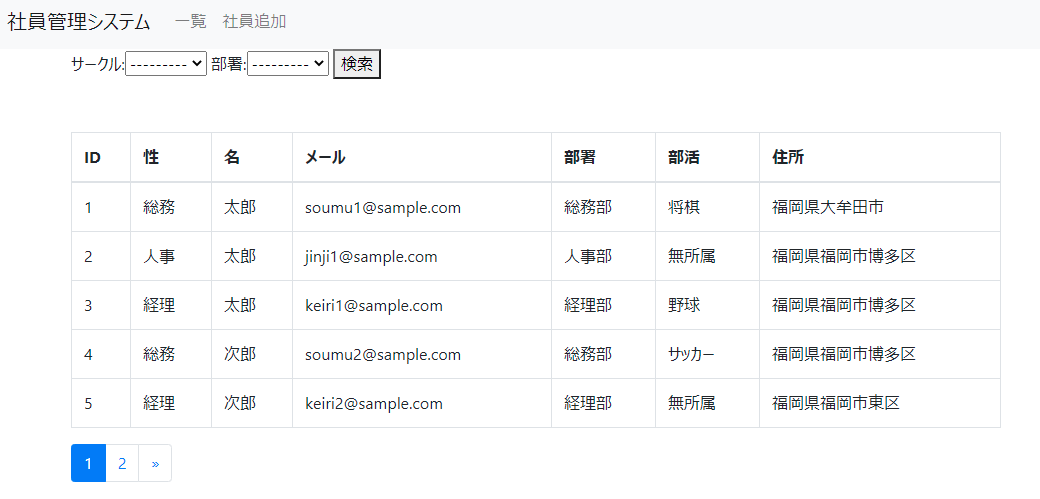 社員管理システム 一覧 社員追加
サークル:--------- 部署:--------- 検索
ID 性 名 メール 部署 部活 住所
1 総務 太郎 soumu1@sample.com 総務部 将棋 福岡県大牟田市
2 人事 太郎 jinji1@sample.com 人事部 無所属 福岡県福岡市博多区
3 経理 太郎 keiri1@sample.com 経理部 野球 福岡県福岡市博多区
4 総務 次郎 soumu2@sample.com 総務部 サッカー 福岡県福岡市博多区
5 経理 次郎 keiri2@sample.com 経理部 無所属 福岡県福岡市東区
1 2 »